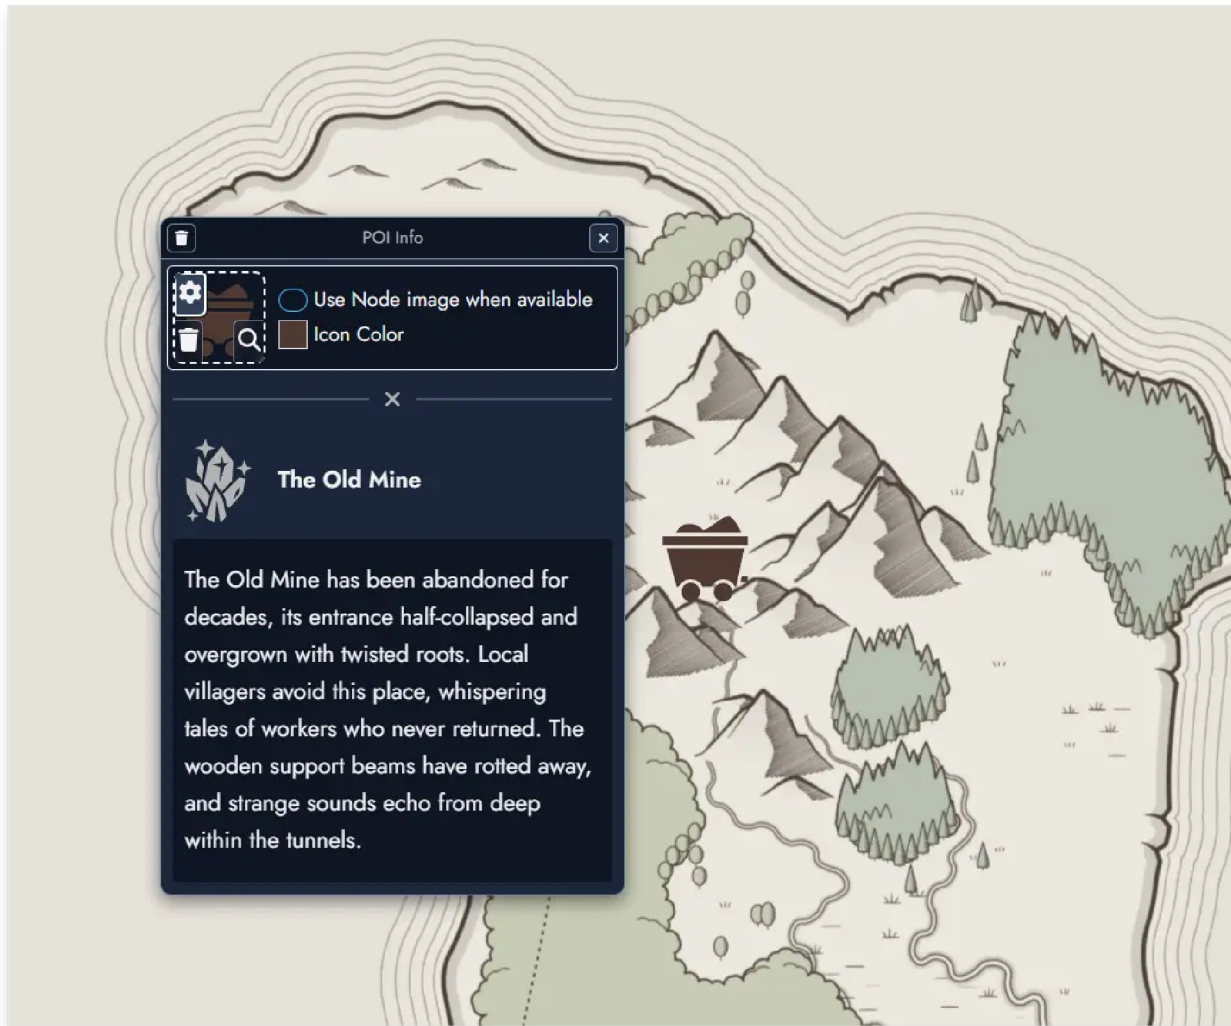 POI Info
Use Node image when available
Icon Color
The Old Mine
The Old Mine has been abandoned for
decades, its entrance half-collapsed and
overgrown with twisted roots. Local
villagers avoid this place, whispering
tales of workers who never returned. The
wooden support beams have rotted away,
and strange sounds echo from deep
within the tunnels.